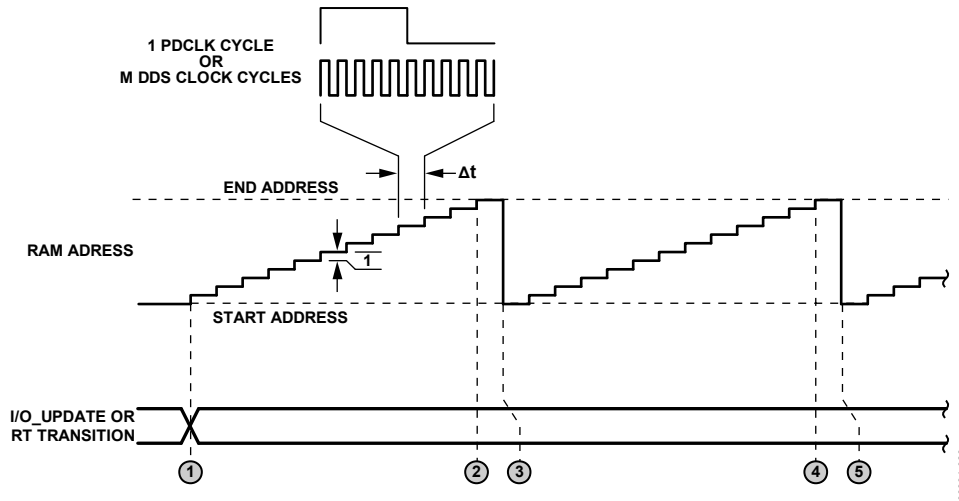 1 PDCLK CYCLE
OR
M DDS CLOCK CYCLES
Δt
END ADDRESS
RAM ADRESS
1
START ADDRESS
I/O_UPDATE OR
RT TRANSITION
1 2 3 4 5